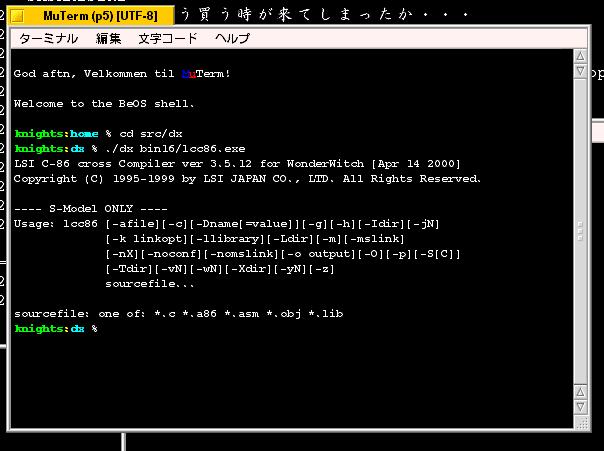 MuTerm (p5) [UTF-8]
う買う時が来てしまったか・・・
ターミナル 編集 文字コード ヘルプ
God aftn, Velkommen til MuTerm!
Welcome to the BeOS shell.
knights:home % cd src/dx
knights:dx % ./dx bin16/lcc86.exe
LSI C-86 cross Compiler ver 3.5.12 for WonderWitch [Apr 14 2000]
Copyright (C) 1995-1999 by LSI JAPAN CO., LTD. All Rights Reserved.
---- S-Model ONLY ----
Usage: lcc86 [-afile][-c][-Dname[=value]][-g][-h][-Idir][-jN]
[-k linkopt][-llibrary][-Ldir][-m][-mslink]
[-nX][-noconf][-nomslink][-o output][-O][-p][-S[C]]
[-Tdir][-vN][-wN][-Xdir][-yN][-z]
sourcefile...
sourcefile: one of: *.c *.a86 *.asm *.obj *.lib
knights:dx %